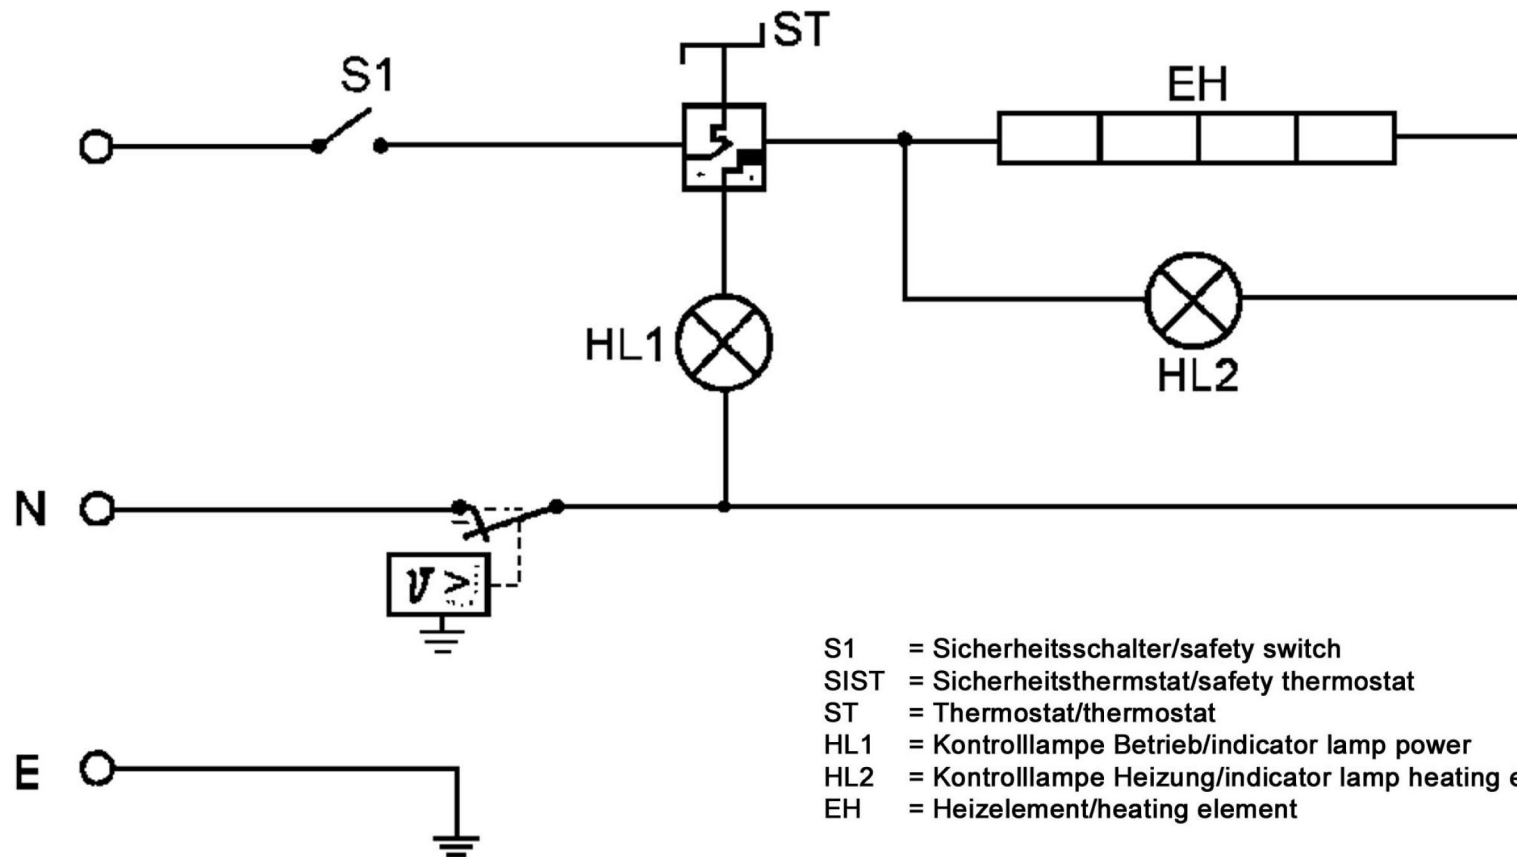 ST
S1
EH
HL1
HL2
N
ϑ >
S1 = Sicherheitsschalter/safety switch
SIST = Sicherheitsthermstat/safety thermostat
ST = Thermostat/thermostat
HL1 = Kontrolllampe Betrieb/indicator lamp power
HL2 = Kontrolllampe Heizung/indicator lamp heating e
EH = Heizelement/heating element
E